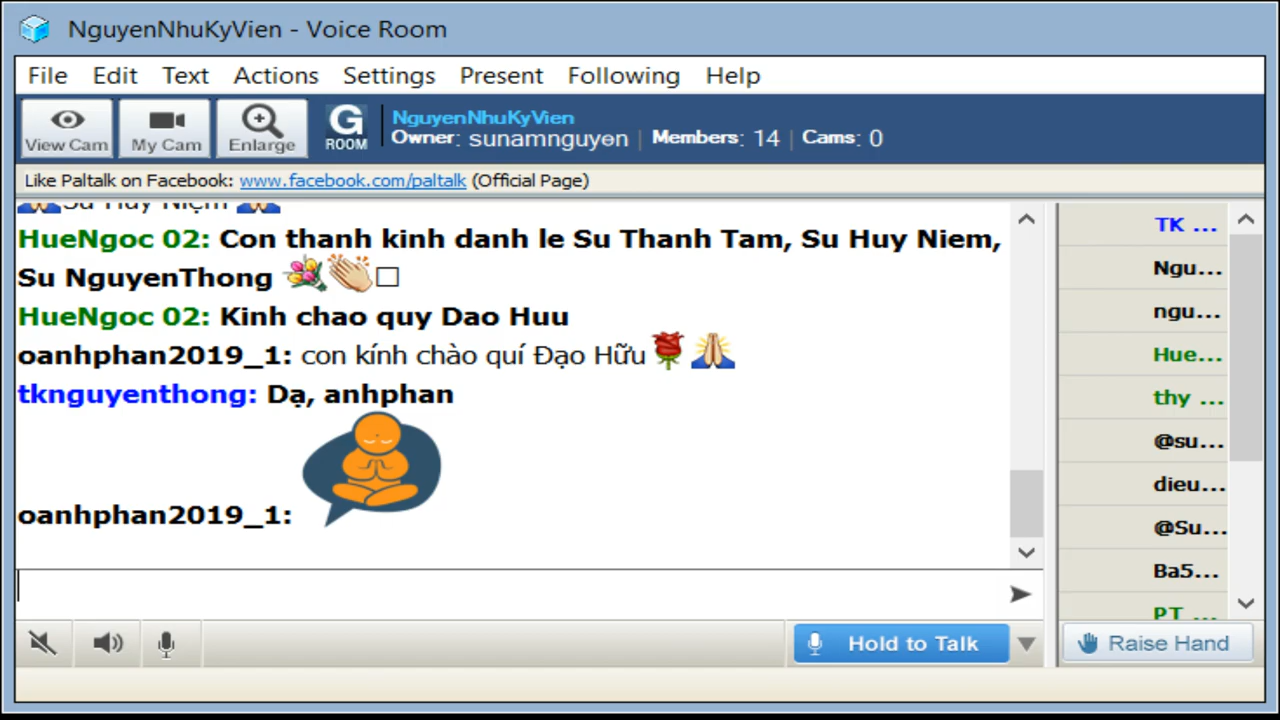 NguyenNhuKyVien - Voice Room
File Edit Text Actions Settings Present Following Help
View Cam My Cam Enlarge G ROOM
NguyenNhuKyVien
Owner: sunamnguyen | Members: 14 | Cams: 0
Like Paltalk on Facebook: www.facebook.com/paltalk (Official Page)
Su Huy Niệm
HueNgoc 02: Con thanh kinh danh le Su Thanh Tam, Su Huy Niem,
Su NguyenThong
HueNgoc 02: Kinh chao quy Dao Huu
oanhphan2019_1: con kính chào quí Đạo Hữu
tknguyenthong: Dạ, anhphan
oanhphan2019_1:
TK ...
Ngu...
ngu...
Hue...
thy ...
@su...
dieu...
@Su...
Ba5...
PT ...
Hold to Talk
Raise Hand